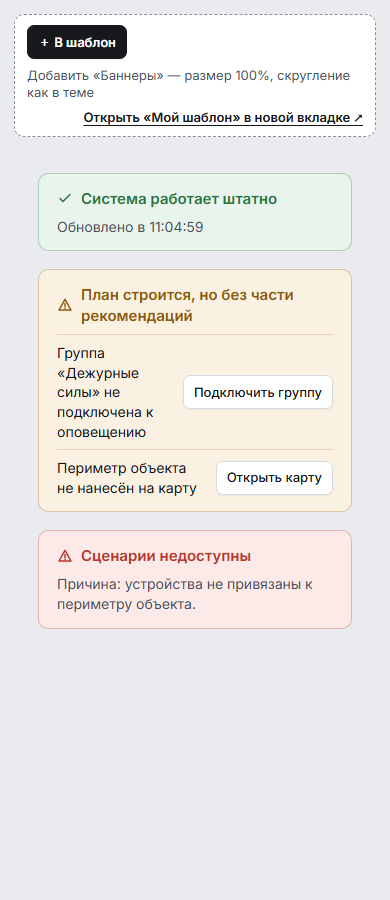 + В шаблон
Добавить «Баннеры» — размер 100%, скругление
как в теме
Открыть «Мой шаблон» в новой вкладке ↗
Система работает штатно
Обновлено в 11:04:59
План строится, но без части
рекомендаций
Группа
«Дежурные
силы» не
подключена к
оповещению
Подключить группу
Периметр объекта
не нанесён на карту
Открыть карту
Сценарии недоступны
Причина: устройства не привязаны к
периметру объекта.